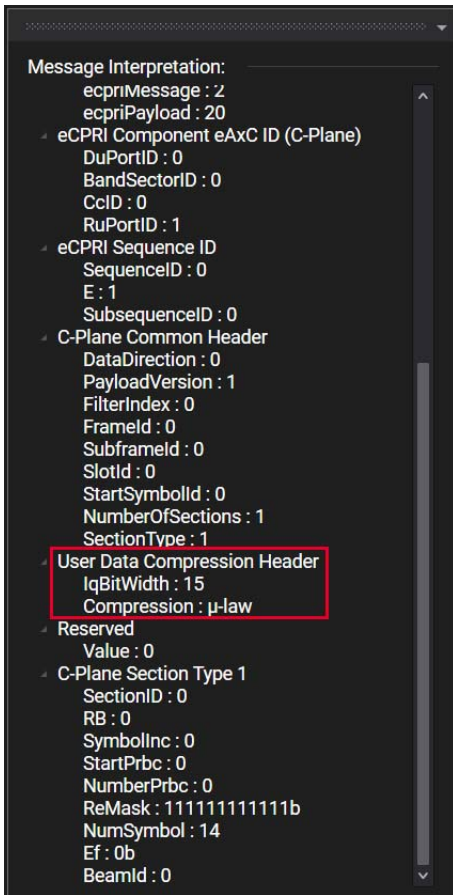 Message Interpretation:
ecpriMessage : 2
ecpriPayload : 20
eCPRI Component eAxC ID (C-Plane)
DuPortID : 0
BandSectorID : 0
CcID : 0
RuPortID : 1
eCPRI Sequence ID
SequenceID : 0
E : 1
SubsequenceID : 0
C-Plane Common Header
DataDirection : 0
PayloadVersion : 1
FilterIndex : 0
FrameId : 0
SubframeId : 0
SlotId : 0
StartSymbolId : 0
NumberOfSections : 1
SectionType : 1
User Data Compression Header
IqBitWidth : 15
Compression : μ-law
Reserved
Value : 0
C-Plane Section Type 1
SectionID : 0
RB : 0
SymbolInc : 0
StartPrbc : 0
NumberPrbc : 0
ReMask : 111111111111b
NumSymbol : 14
Ef : 0b
BeamId : 0